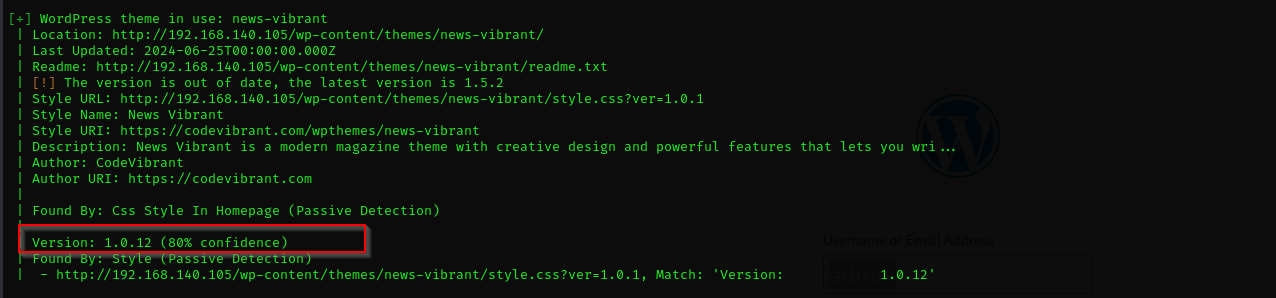 [+] WordPress theme in use: news-vibrant
| Location: http://192.168.140.105/wp-content/themes/news-vibrant/
| Last Updated: 2024-06-25T00:00:00.000Z
| Readme: http://192.168.140.105/wp-content/themes/news-vibrant/readme.txt
| [!] The version is out of date, the latest version is 1.5.2
| Style URL: http://192.168.140.105/wp-content/themes/news-vibrant/style.css?ver=1.0.1
| Style Name: News Vibrant
| Style URI: https://codevibrant.com/wpthemes/news-vibrant
| Description: News Vibrant is a modern magazine theme with creative design and powerful features that lets you wri...
| Author: CodeVibrant
| Author URI: https://codevibrant.com
|
| Found By: Css Style In Homepage (Passive Detection)
|
| Version: 1.0.12 (80% confidence)
Username or Email Address
| Found By: Style (Passive Detection)
|  - http://192.168.140.105/wp-content/themes/news-vibrant/style.css?ver=1.0.1, Match: 'Version:            1.0.12'